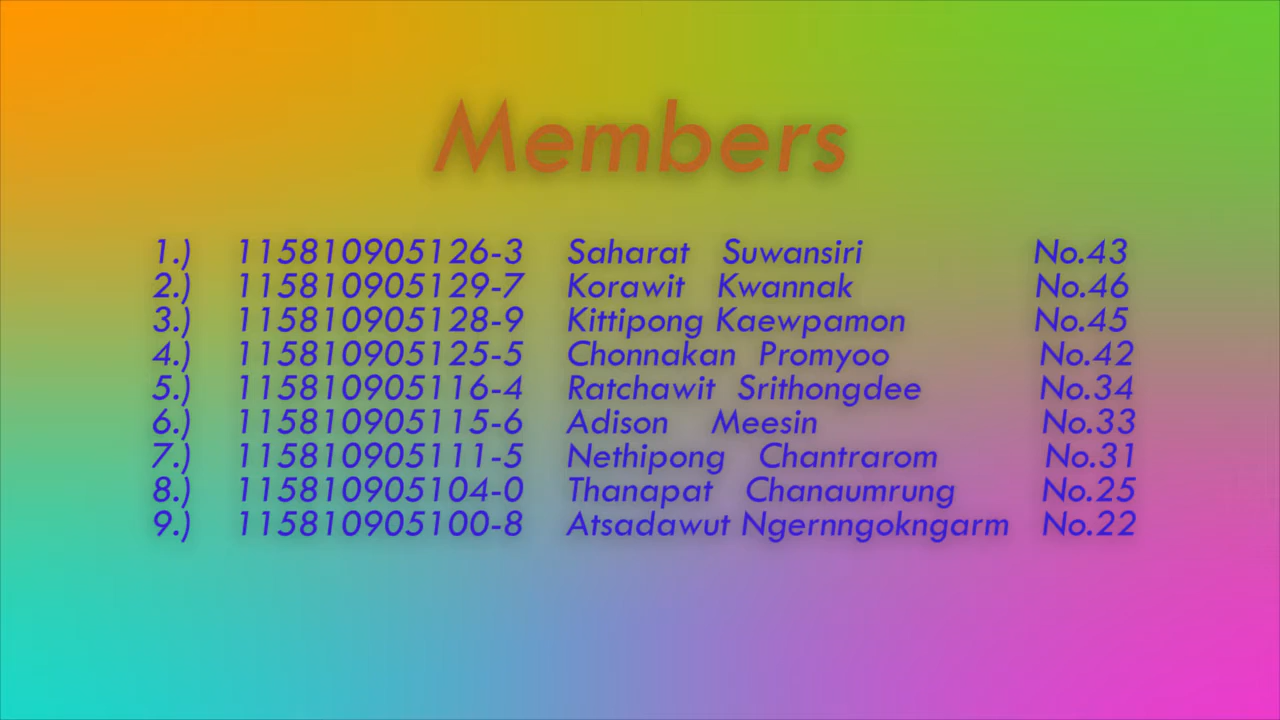 Members
1.) 115810905126-3 Saharat Suwansiri No.43
2.) 115810905129-7 Korawit Kwannak No.46
3.) 115810905128-9 Kittipong Kaewpamon No.45
4.) 115810905125-5 Chonnakan Promyoo No.42
5.) 115810905116-4 Ratchawit Srithongdee No.34
6.) 115810905115-6 Adison Meesin No.33
7.) 115810905111-5 Nethipong Chantrarom No.31
8.) 115810905104-0 Thanapat Chanaumrung No.25
9.) 115810905100-8 Atsadawut Ngernngokngarm No.22